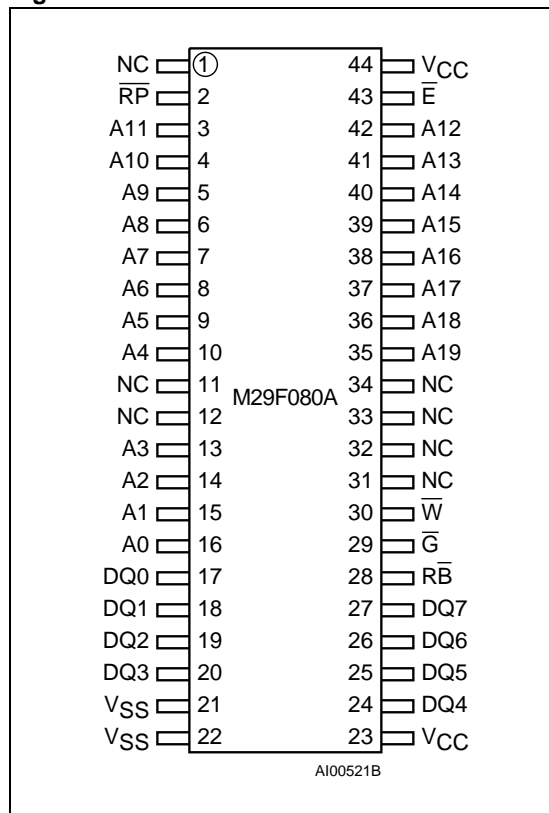 NC 1 44 VCC
R̅P̅ 2 43 E̅
A11 3 42 A12
A10 4 41 A13
A9 5 40 A14
A8 6 39 A15
A7 7 38 A16
A6 8 37 A17
A5 9 36 A18
A4 10 35 A19
NC 11 34 NC
M29F080A
NC 12 33 NC
A3 13 32 NC
A2 14 31 NC
A1 15 30 W̅
A0 16 29 G̅
DQ0 17 28 RB̅
DQ1 18 27 DQ7
DQ2 19 26 DQ6
DQ3 20 25 DQ5
VSS 21 24 DQ4
VSS 22 23 VCC
AI00521B